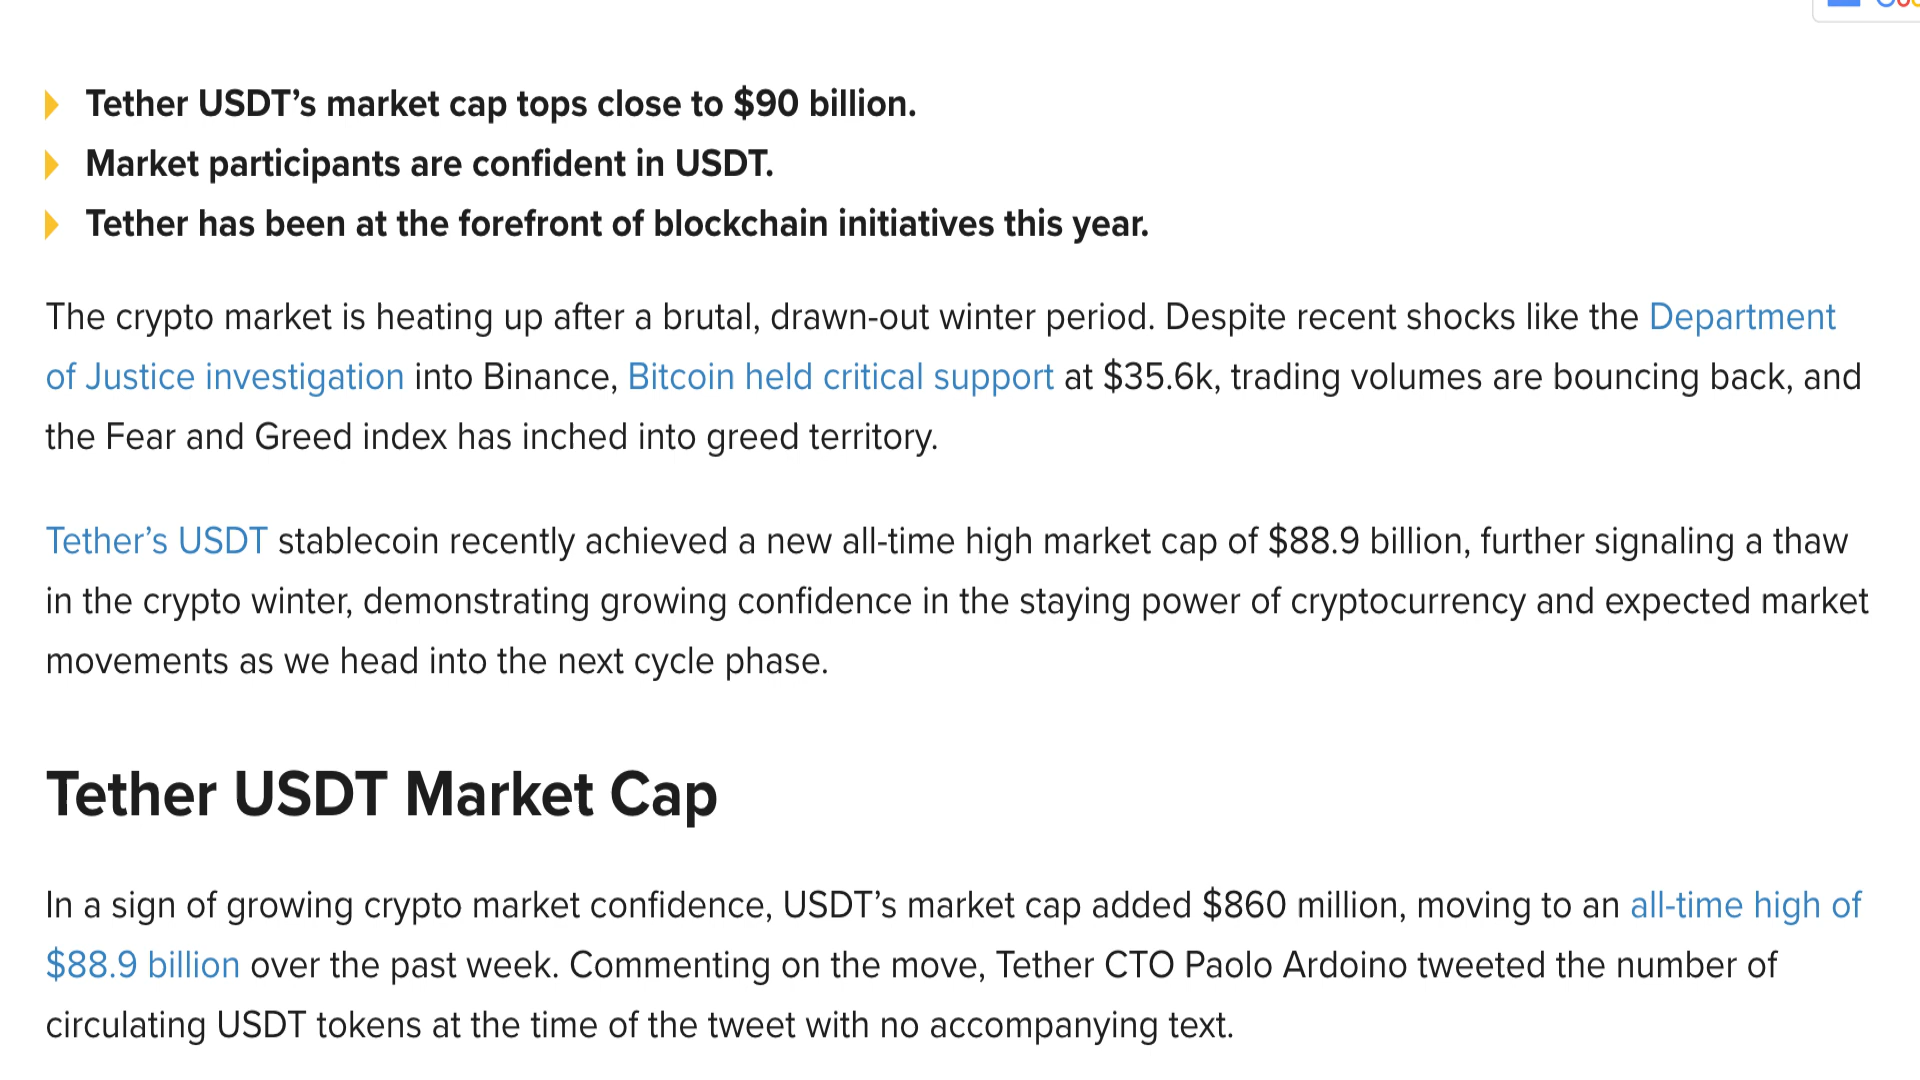 Tether USDT’s market cap tops close to $90 billion.
Market participants are confident in USDT.
Tether has been at the forefront of blockchain initiatives this year.
The crypto market is heating up after a brutal, drawn-out winter period. Despite recent shocks like the Department
of Justice investigation into Binance, Bitcoin held critical support at $35.6k, trading volumes are bouncing back, and
the Fear and Greed index has inched into greed territory.
Tether’s USDT stablecoin recently achieved a new all-time high market cap of $88.9 billion, further signaling a thaw
in the crypto winter, demonstrating growing confidence in the staying power of cryptocurrency and expected market
movements as we head into the next cycle phase.
Tether USDT Market Cap
In a sign of growing crypto market confidence, USDT’s market cap added $860 million, moving to an all-time high of
$88.9 billion over the past week. Commenting on the move, Tether CTO Paolo Ardoino tweeted the number of
circulating USDT tokens at the time of the tweet with no accompanying text.